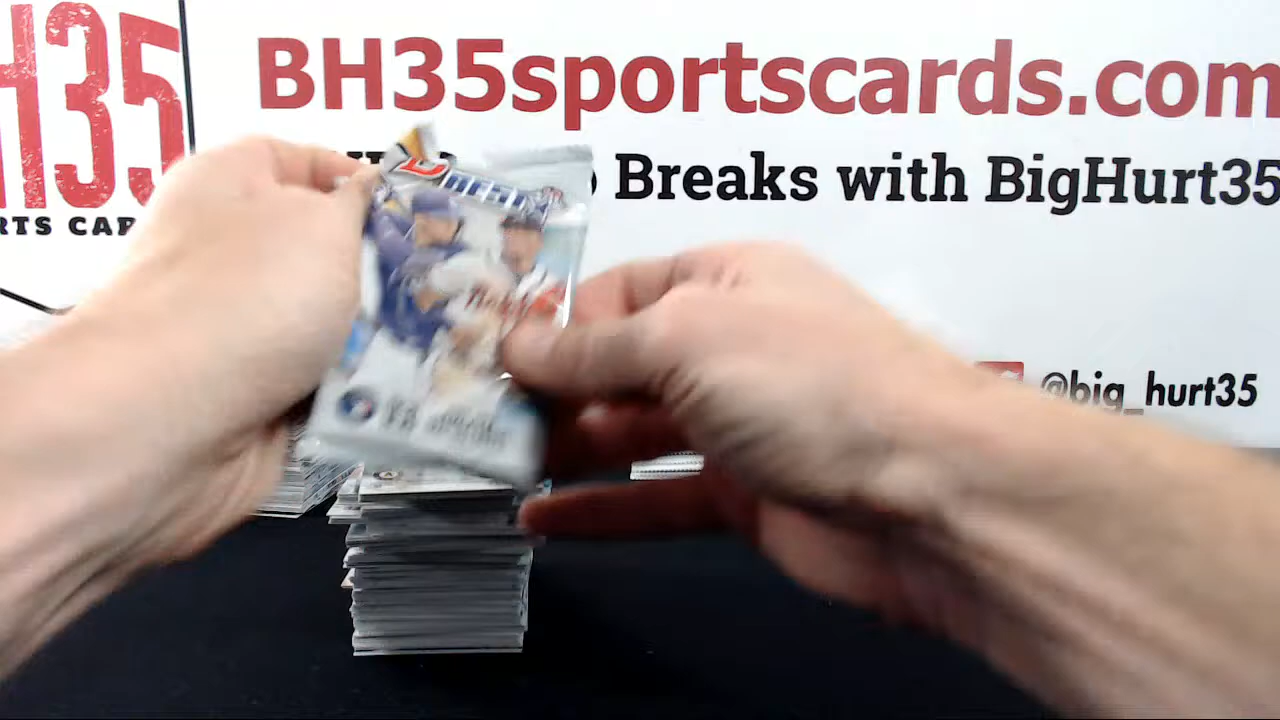 H35
RTS CAR
BH35sportscards.com
Breaks with BigHurt35
@big_hurt35